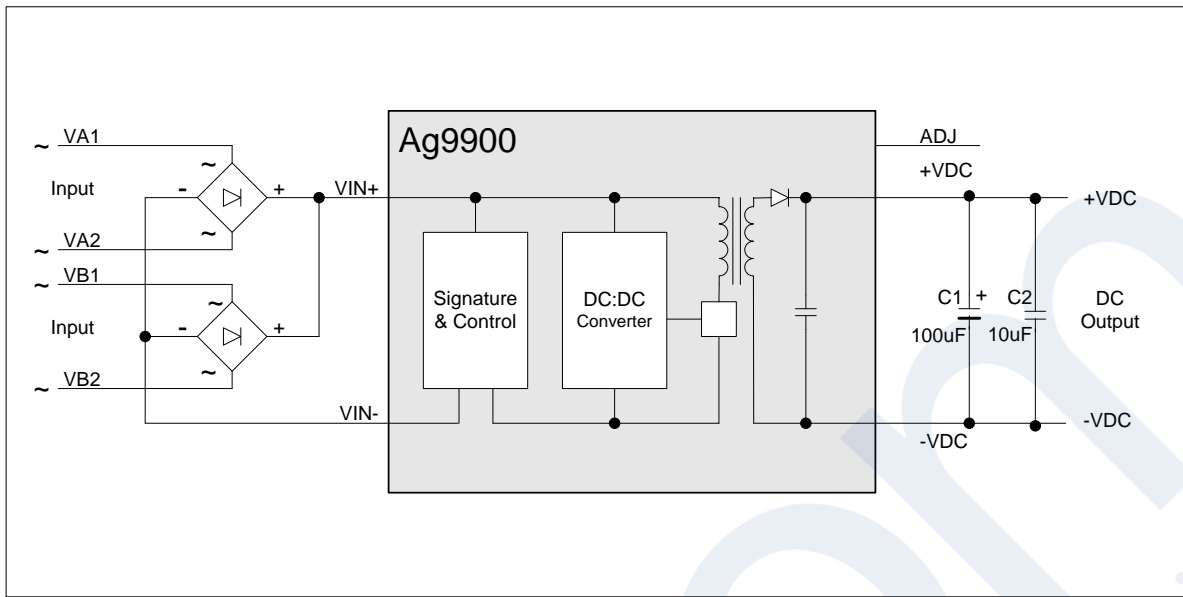 Ag9900
~ VA1
Input
~ VA2
~ VB1
Input
~ VB2
~
~
- +
~
~
- +
VIN+
VIN-
Signature
& Control
DC:DC
Converter
ADJ
+VDC
-VDC
C1 +
100uF
C2
10uF
+VDC
DC
Output
-VDC